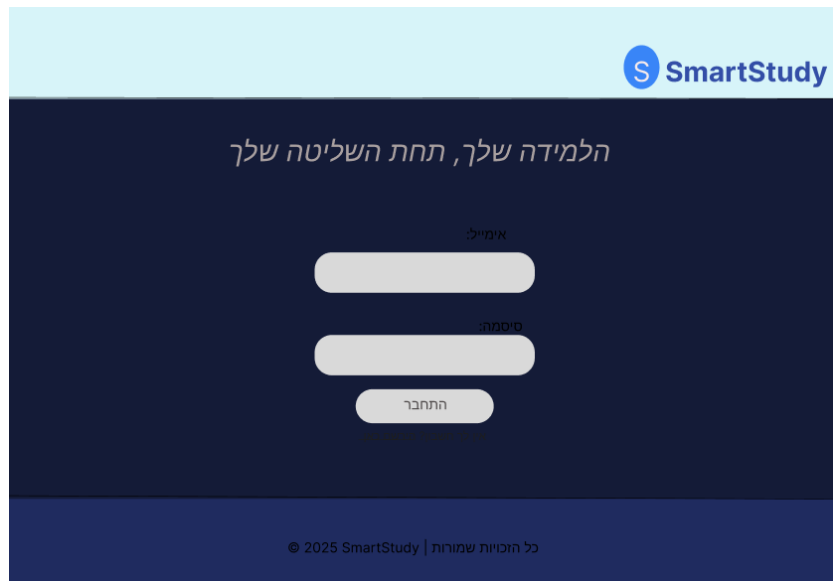 S SmartStudy
הלמידה שלך, תחת השליטה שלך
אימייל:
סיסמה:
התחבר
כל הזכויות שמורות | SmartStudy 2025 ©